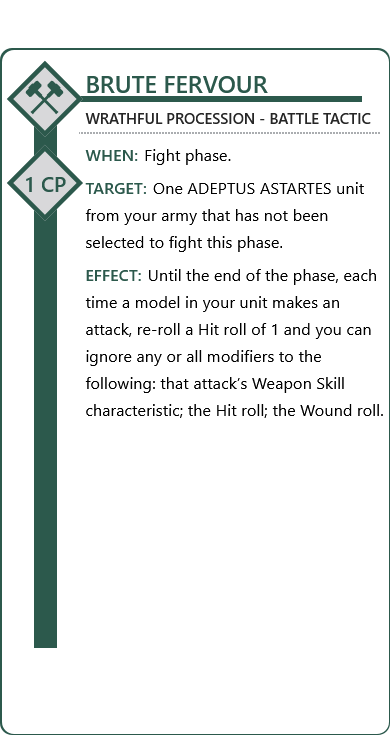 BRUTE FERVOUR
WRATHFUL PROCESSION - BATTLE TACTIC
WHEN: Fight phase.
1 CP
TARGET: One ADEPTUS ASTARTES unit
from your army that has not been
selected to fight this phase.
EFFECT: Until the end of the phase, each
time a model in your unit makes an
attack, re-roll a Hit roll of 1 and you can
ignore any or all modifiers to the
following: that attack’s Weapon Skill
characteristic; the Hit roll; the Wound roll.